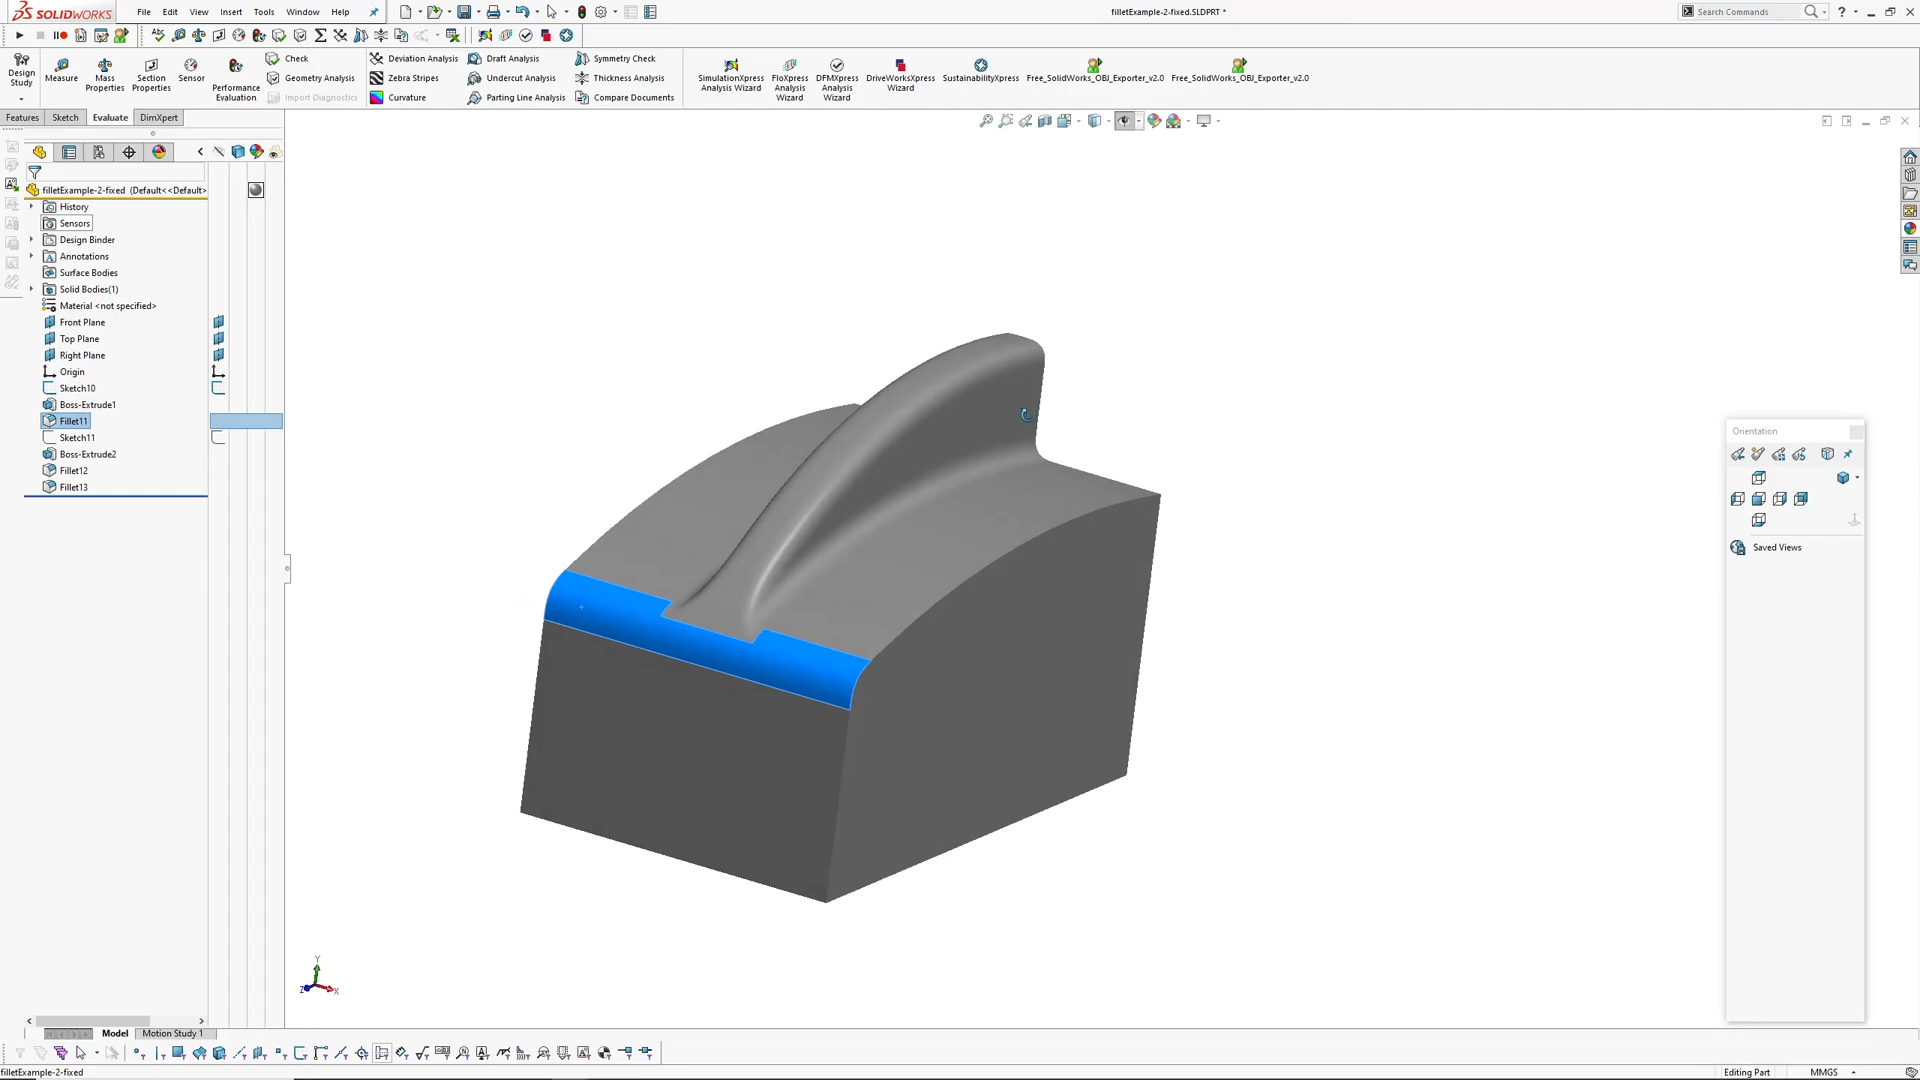 SOLIDWORKS File Edit View Insert Tools Window Help filletExample-2-fixed.SLDPRT * Search Commands
Design Study
Measure
Mass Properties
Section Properties
Sensor
Performance Evaluation
Check
Geometry Analysis
Import Diagnostics
Deviation Analysis
Zebra Stripes
Curvature
Draft Analysis
Undercut Analysis
Parting Line Analysis
Symmetry Check
Thickness Analysis
Compare Documents
SimulationXpress Analysis Wizard
FloXpress Analysis Wizard
DFMXpress Analysis Wizard
DriveWorksXpress Wizard
SustainabilityXpress
Free_SolidWorks_OBJ_Exporter_v2.0
Free_SolidWorks_OBJ_Exporter_v2.0
Features Sketch Evaluate DimXpert
filletExample-2-fixed (Default<<Default>
History
Sensors
Design Binder
Annotations
Surface Bodies
Solid Bodies(1)
Material <not specified>
Front Plane
Top Plane
Right Plane
Origin
Sketch10
Boss-Extrude1
Fillet11
Sketch11
Boss-Extrude2
Fillet12
Fillet13
Orientation
Saved Views
Y
Z X
Model Motion Study 1
filletExample-2-fixed Editing Part MMGS